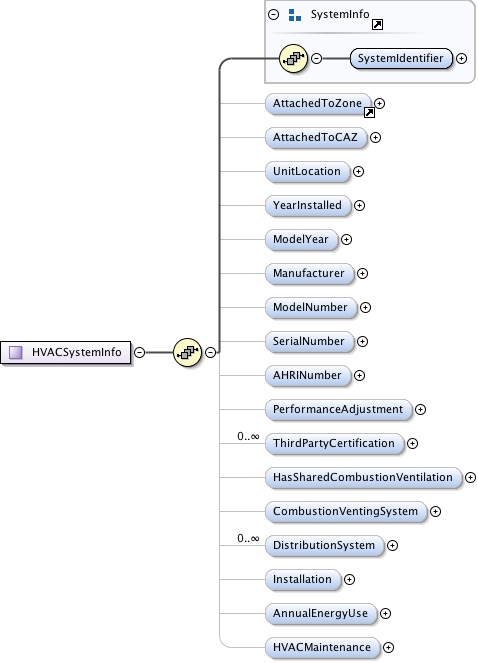 SystemInfo
SystemIdentifier
AttachedToZone
AttachedToCAZ
UnitLocation
YearInstalled
ModelYear
Manufacturer
ModelNumber
SerialNumber
HVACSystemInfo
AHRINumber
PerformanceAdjustment
0..∞
ThirdPartyCertification
HasSharedCombustionVentilation
CombustionVentingSystem
0..∞
DistributionSystem
Installation
AnnualEnergyUse
HVACMaintenance